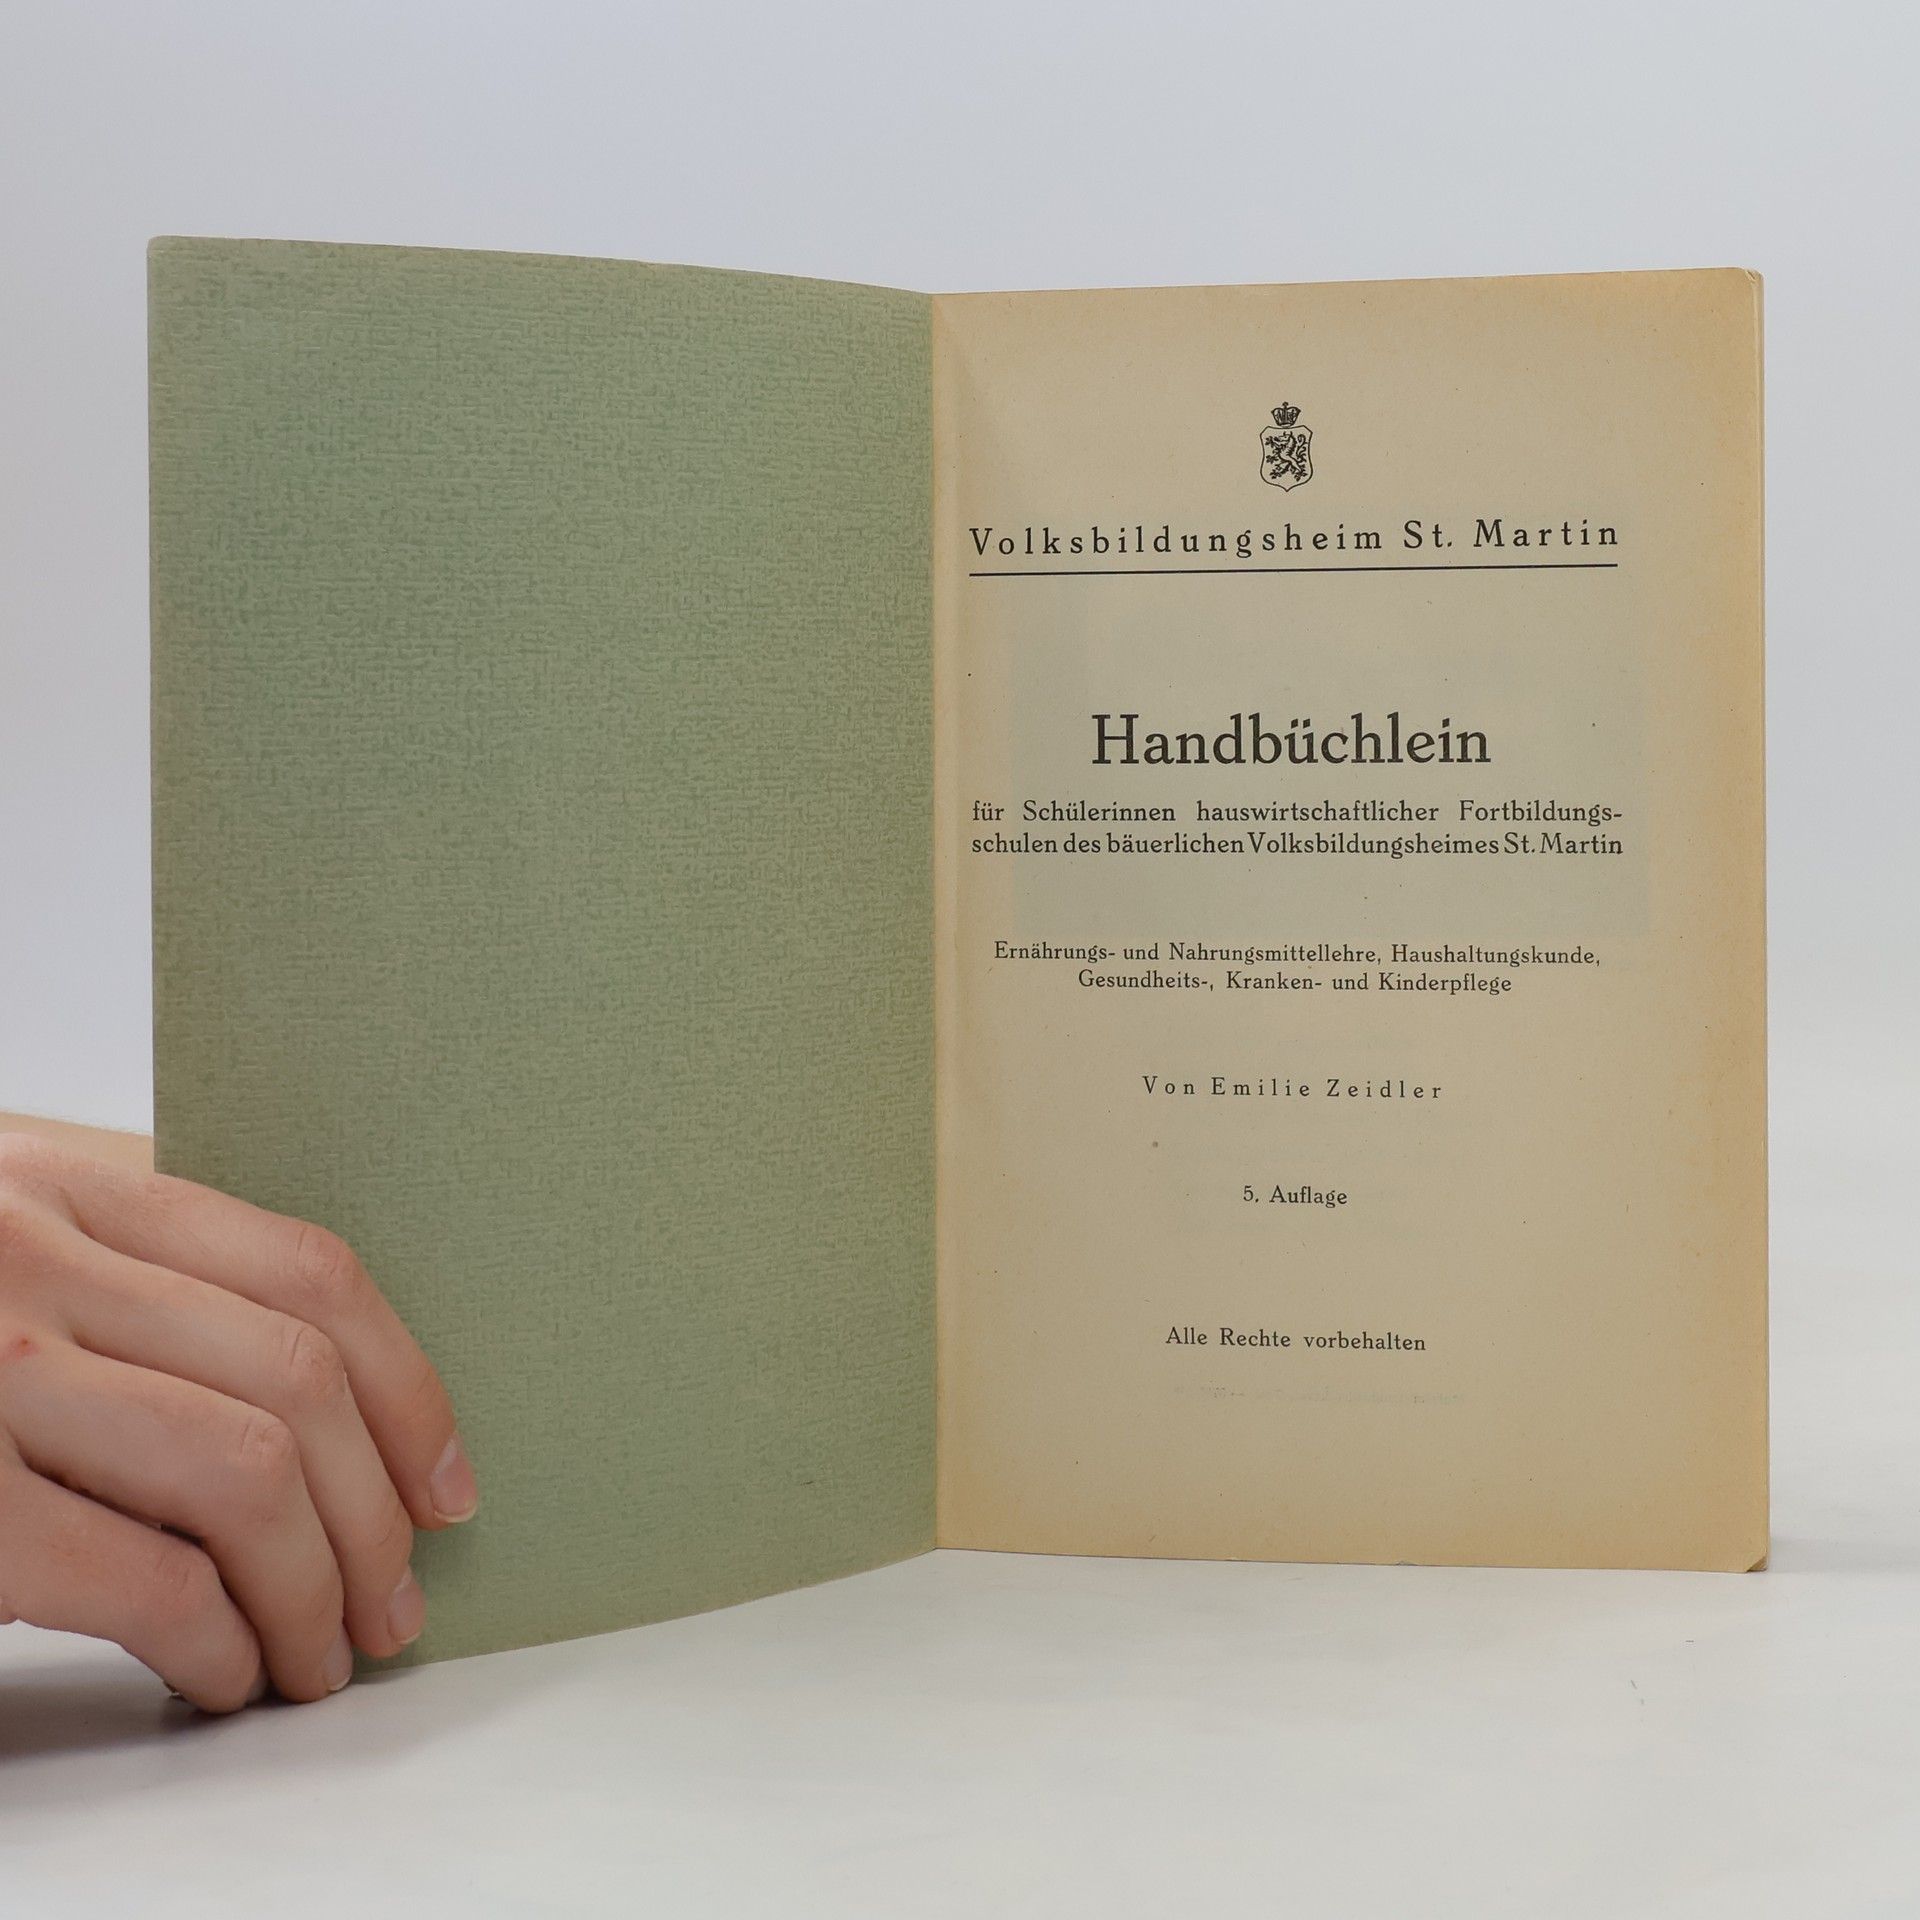 Volksbildungsheim St. Martin
Handbüchlein
für Schülerinnen hauswirtschaftlicher Fortbildungs-
schulen des bäuerlichen Volksbildungsheimes St. Martin
Ernährungs- und Nahrungsmittellehre, Haushaltungskunde,
Gesundheits-, Kranken- und Kinderpflege
Von Emilie Zeidler
5. Auflage
Alle Rechte vorbehalten